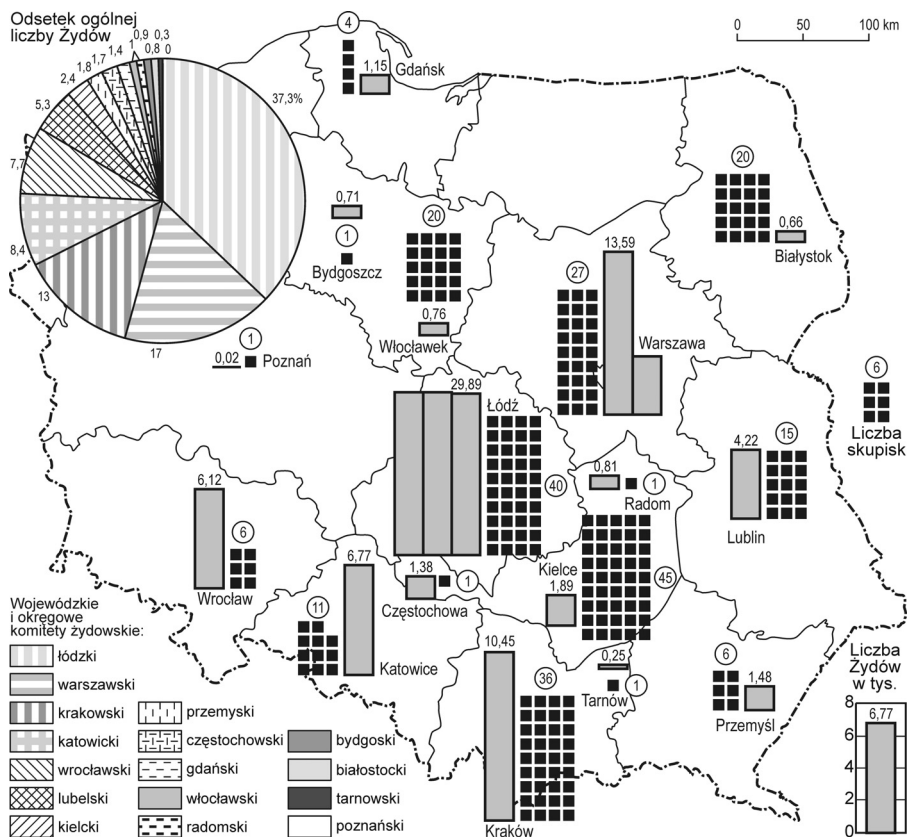 Odsetek ogólnej
liczby Żydów
0,9
0,3
1,4
1
0,8
0
1,7
1,8
2,4
5,3
7,7
8,4
13
17
37,3%
4
1,15
Gdańsk
0 50 100 km
20
0,66
Białystok
0,71
1
Bydgoszcz
20
0,76
Włocławek
27
13,59
Warszawa
1
0,02
Poznań
6
Liczba
skupisk
29,89
Łódź
40
4,22
15
Lublin
0,81
1
Radom
6,12
6
Wrocław
6,77
11
Katowice
1,38
1
Częstochowa
Kielce
1,89
45
10,45
36
Kraków
0,25
Tarnów
1
6
1,48
Przemyśl
Liczba
Żydów
w tys.
8
6,77
6
4
2
0
Wojewódzkie
i okręgowe
komitety żydowskie:
łódzki
warszawski
krakowski
katowicki
wrocławski
lubelski
kielcki
przemyski
częstochowski
gdański
włocławski
radomski
bydgoski
białostocki
tarnowski
poznański